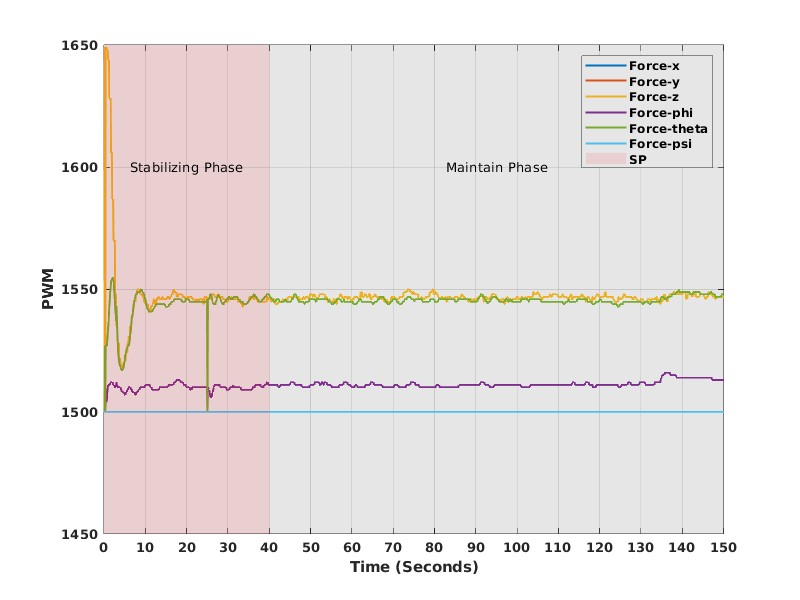 1650
1600
1550
1500
1450
PWM
Stabilizing Phase
Maintain Phase
Force-x
Force-y
Force-z
Force-phi
Force-theta
Force-psi
SP
0 10 20 30 40 50 60 70 80 90 100 110 120 130 140 150
Time (Seconds)